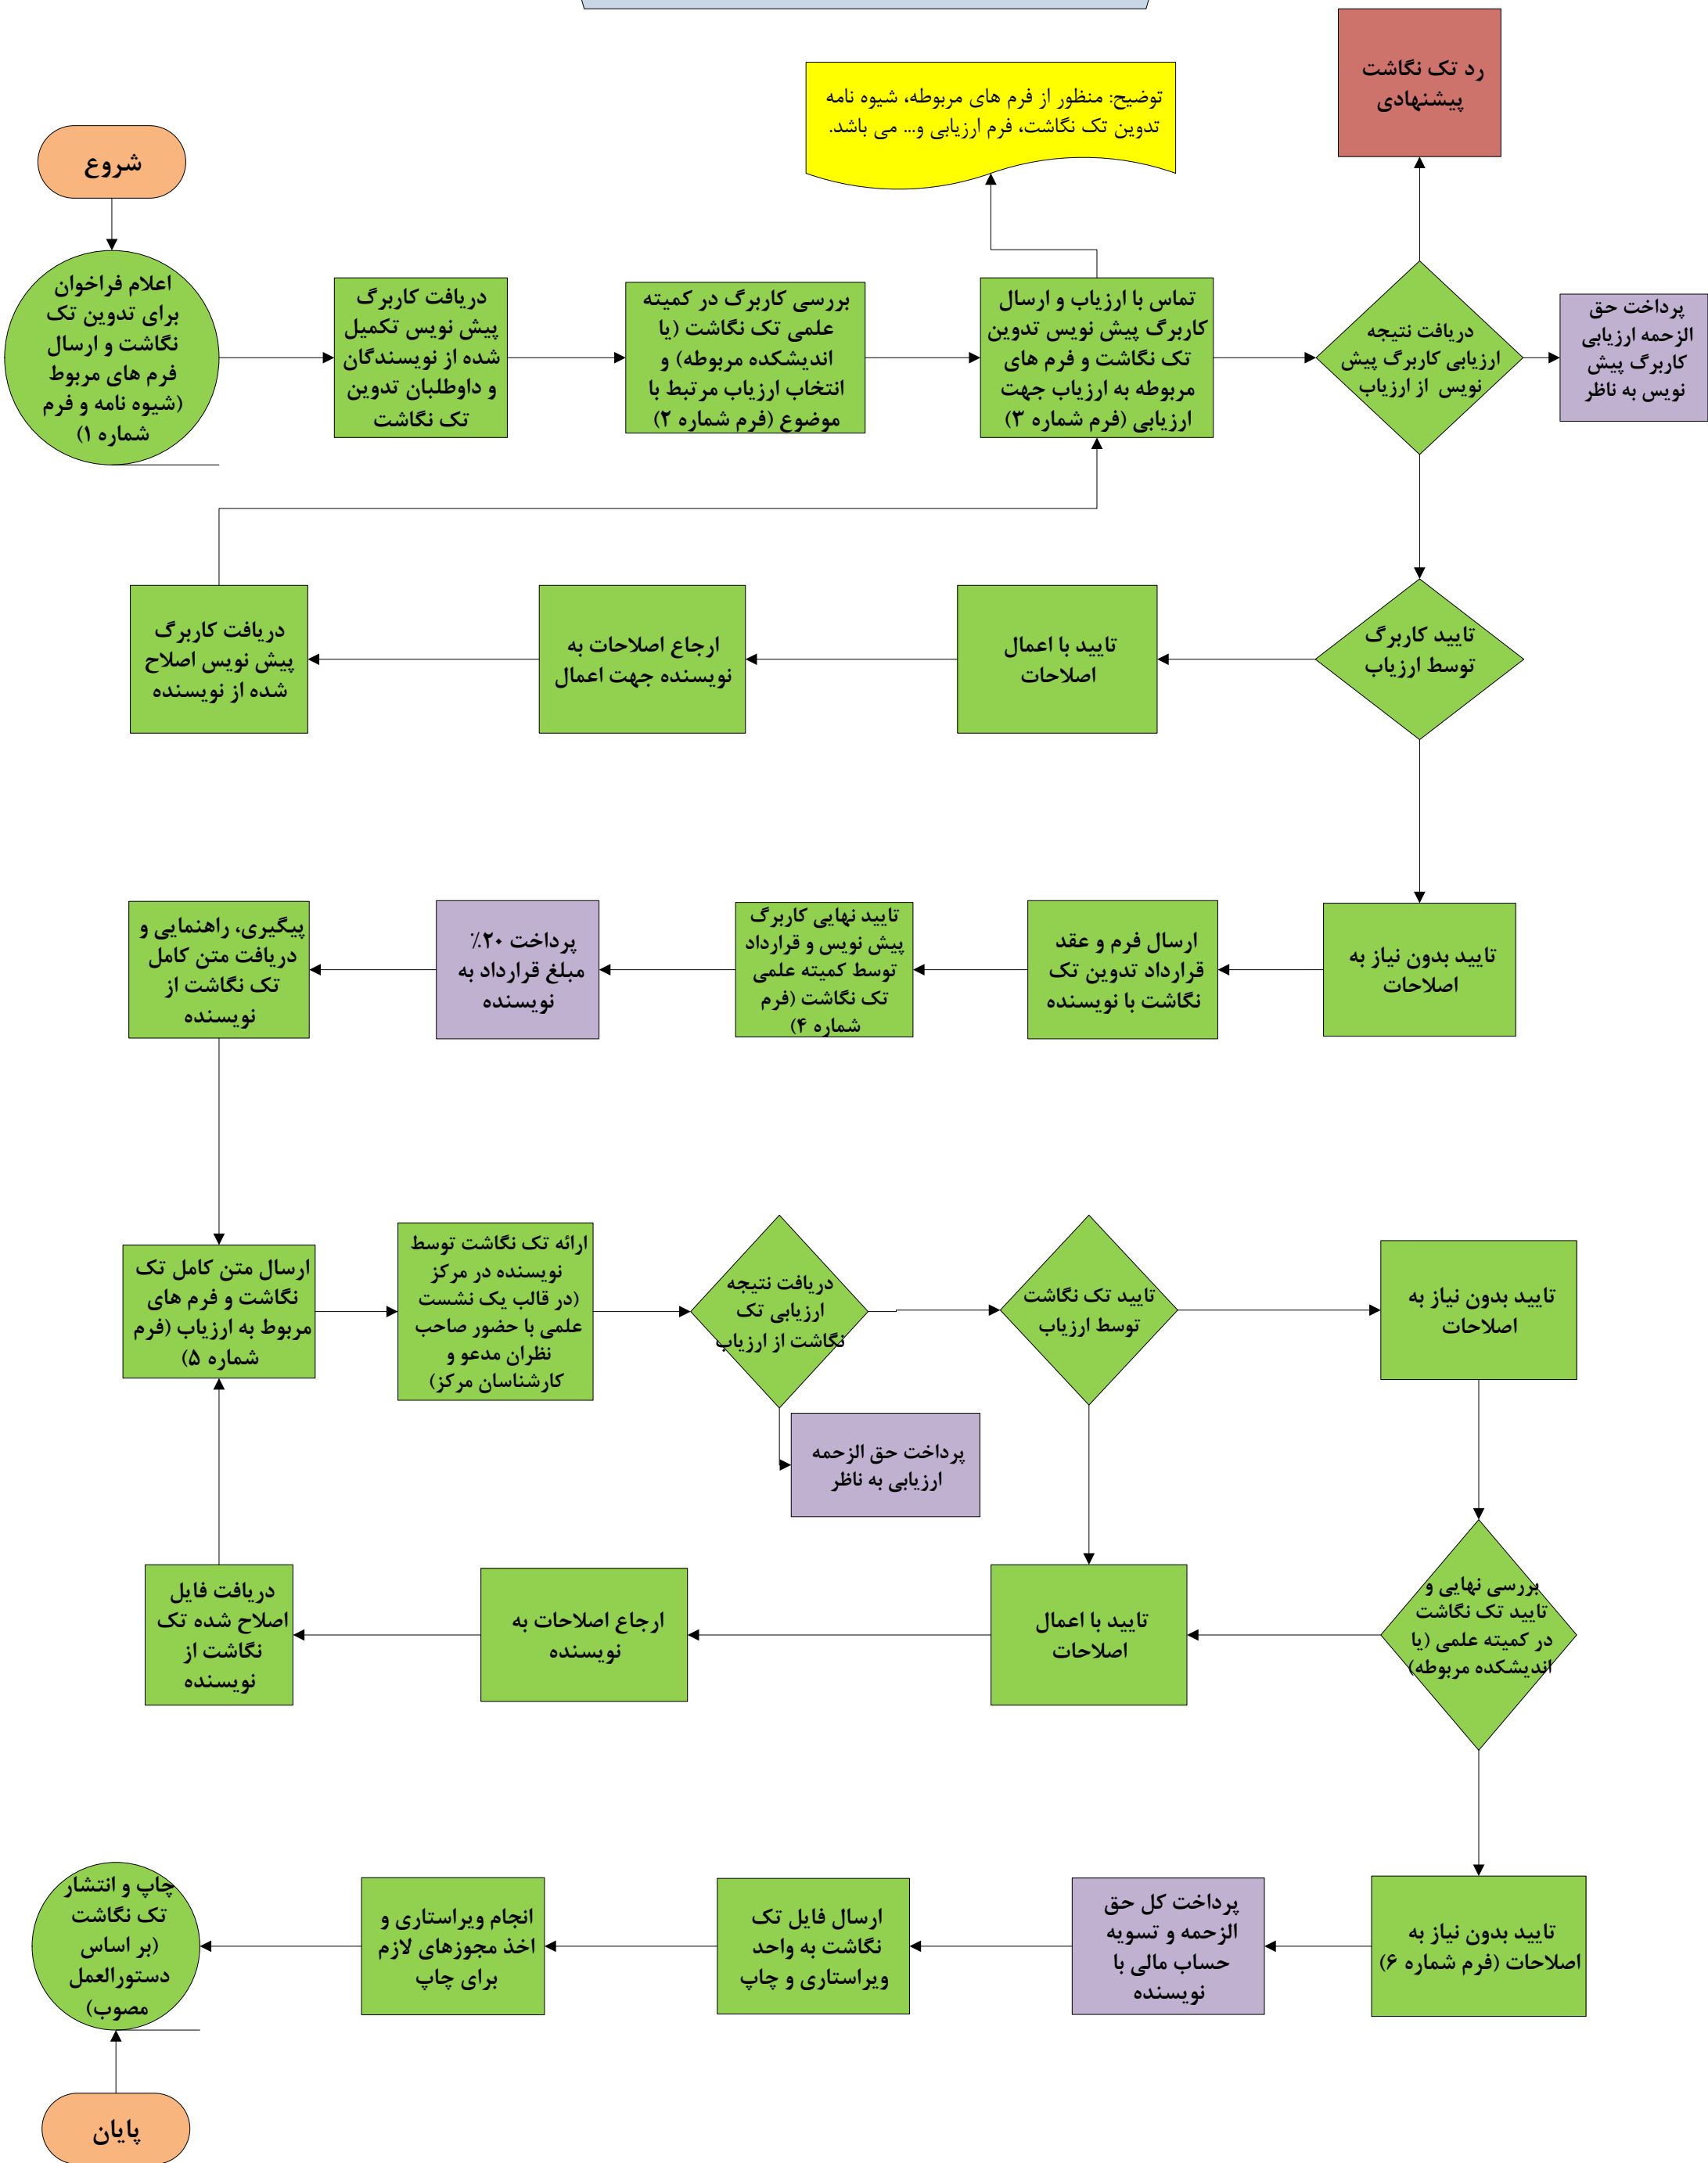 رد تک نگاشت
پیشنهادی
توضیح: منظور از فرم های مربوطه، شیوه نامه
تدوین تک نگاشت، فرم ارزیابی و... می باشد.
شروع
اعلام فراخوان
برای تدوین تک
نگاشت و ارسال
فرم های مربوط
(شیوه نامه و فرم
شماره ۱)
دریافت کاربرگ
پیش نویس تکمیل
شده از نویسندگان
و داوطلبان تدوین
تک نگاشت
بررسی کاربرگ در کمیته
علمی تک نگاشت (یا
اندیشکده مربوطه) و
انتخاب ارزیاب مرتبط با
موضوع (فرم شماره ۲)
تماس با ارزیاب و ارسال
کاربرگ پیش نویس تدوین
تک نگاشت و فرم های
مربوطه به ارزیاب جهت
ارزیابی (فرم شماره ۳)
دریافت نتیجه
ارزیابی کاربرگ پیش
نویس از ارزیاب
پرداخت حق
الزحمه ارزیابی
کاربرگ پیش
نویس به ناظر
تایید کاربرگ
توسط ارزیاب
تایید با اعمال
اصلاحات
ارجاع اصلاحات به
نویسنده جهت اعمال
دریافت کاربرگ
پیش نویس اصلاح
شده از نویسنده
تایید بدون نیاز به
اصلاحات
ارسال فرم و عقد
قرارداد تدوین تک
نگاشت با نویسنده
تایید نهایی کاربرگ
پیش نویس و قرارداد
توسط کمیته علمی
تک نگاشت (فرم
شماره ۴)
پرداخت ۲۰٪
مبلغ قرارداد به
نویسنده
پیگیری، راهنمایی و
دریافت متن کامل
تک نگاشت از
نویسنده
ارسال متن کامل تک
نگاشت و فرم های
مربوط به ارزیاب (فرم
شماره ۵)
ارائه تک نگاشت توسط
نویسنده در مرکز
(در قالب یک نشست
علمی با حضور صاحب
نظران مدعو و
کارشناسان مرکز)
دریافت نتیجه
ارزیابی تک
نگاشت از ارزیاب
تایید تک نگاشت
توسط ارزیاب
تایید بدون نیاز به
اصلاحات
پرداخت حق الزحمه
ارزیابی به ناظر
بررسی نهایی و
تایید تک نگاشت
در کمیته علمی (یا
اندیشکده مربوطه)
تایید با اعمال
اصلاحات
ارجاع اصلاحات به
نویسنده
دریافت فایل
اصلاح شده تک
نگاشت از
نویسنده
تایید بدون نیاز به
اصلاحات (فرم شماره ۶)
پرداخت کل حق
الزحمه و تسویه
حساب مالی با
نویسنده
ارسال فایل تک
نگاشت به واحد
ویراستاری و چاپ
انجام ویراستاری و
اخذ مجوزهای لازم
برای چاپ
چاپ و انتشار
تک نگاشت
(بر اساس
دستورالعمل
مصوب)
پایان